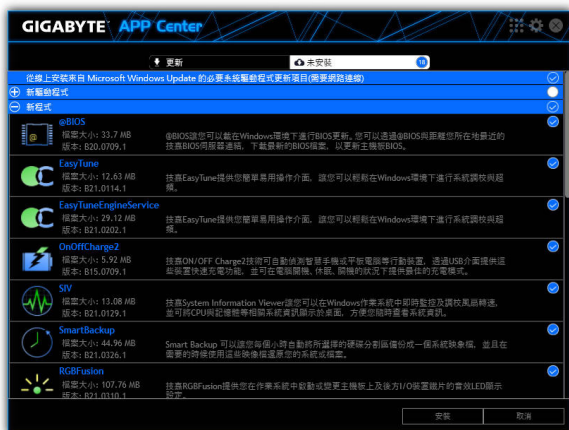 GIGABYTE APP Center
更新
未安裝
18
從線上安裝來自 Microsoft Windows Update 的必要系統驅動程式更新項目(需要網路連線)
新驅動程式
新程式
@BIOS
檔案大小: 33.7 MB
版本: B20.0709.1
@BIOS讓您可以載在Windows環境下進行BIOS更新。您可以透過@BIOS與距離您所在地最近的
技嘉BIOS伺服器連結，下載最新的BIOS檔案，以更新主機板BIOS。
EasyTune
檔案大小: 12.63 MB
版本: B21.0114.1
技嘉EasyTune提供您簡單易用操作介面，讓您可以輕鬆在Windows環境下進行系統調校與超
頻。
EasyTuneEngineService
檔案大小: 29.12 MB
版本: B21.0202.1
技嘉EasyTune提供您簡單易用操作介面，讓您可以輕鬆在Windows環境下進行系統調校與超
頻。
OnOffCharge2
檔案大小: 5.92 MB
版本: B15.0709.1
技嘉ON/OFF Charge2技術可自動偵測智慧手機或平板電腦等行動裝置，透過USB介面提供這
些裝置快速充電功能，並可在電腦開機、休眠、關機的狀況下提供最佳的充電模式。
SIV
檔案大小: 13.08 MB
版本: B21.0129.1
技嘉System Information Viewer讓您可以在Windows作業系統中即時監控及調校風扇轉速，
並可將CPU與記憶體等相關系統資訊顯示於桌面，方便您隨時查看系統資訊。
SmartBackup
檔案大小: 44.96 MB
版本: B21.0326.1
Smart Backup 可以讓您每個小時自動將所選擇的硬碟分割區備份成一個系統映象檔，並且在
需要的時候使用這些映像檔還原您的系統或檔案。
RGBFusion
檔案大小: 107.76 MB
版本: B21.0310.1
技嘉RGBFusion提供您在作業系統中啟動或變更主機板上及後方I/O裝置鐵片的音效LED顯示
設定。
安裝
取消